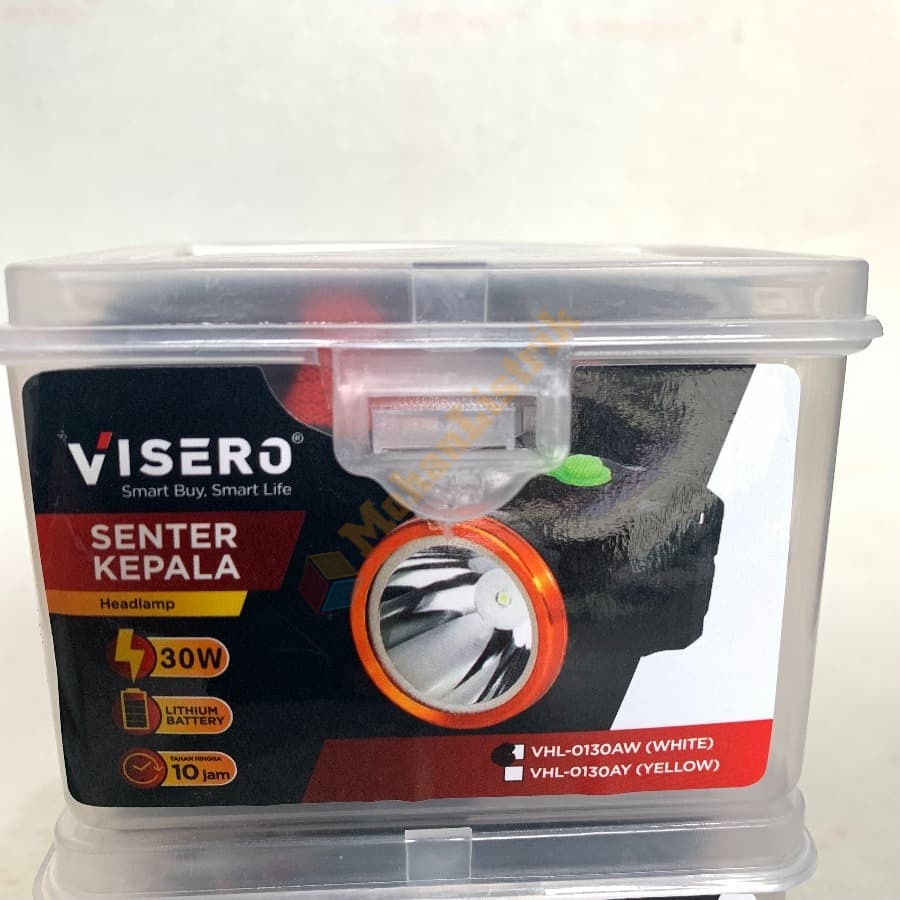 VISERO®
Smart Buy, Smart Life
SENTER
KEPALA
Headlamp
30W
LITHIUM
BATTERY
TAHAN HINGGA
10 jam
MakanListrik
VHL-0130AW (WHITE)
VHL-0130AY (YELLOW)